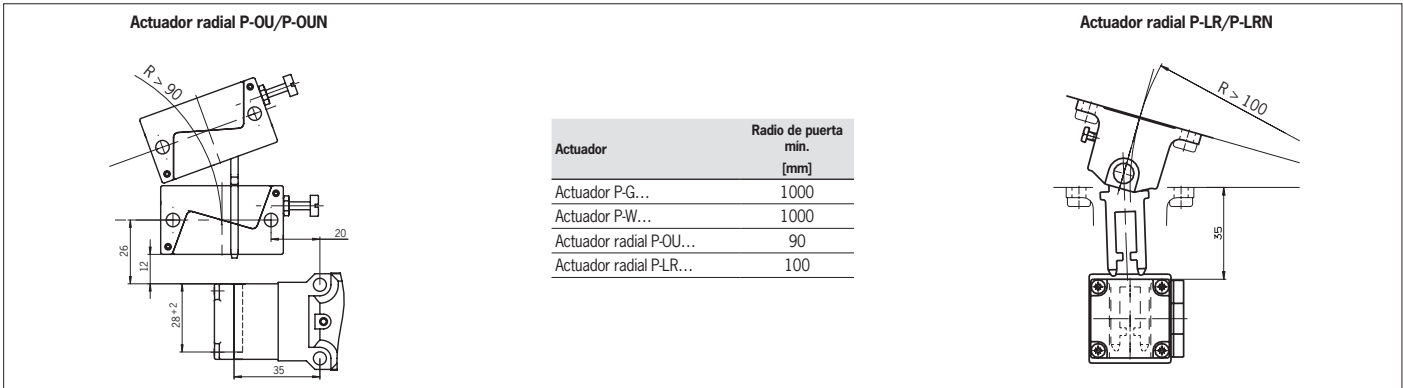 Actuador radial P-OU/P-OUN
R > 90
20
26
12
28+2
35
Actuador
Radio de puerta
mín.
[mm]
Actuador P-G… 1000
Actuador P-W… 1000
Actuador radial P-OU… 90
Actuador radial P-LR… 100
Actuador radial P-LR/P-LRN
R > 100
35